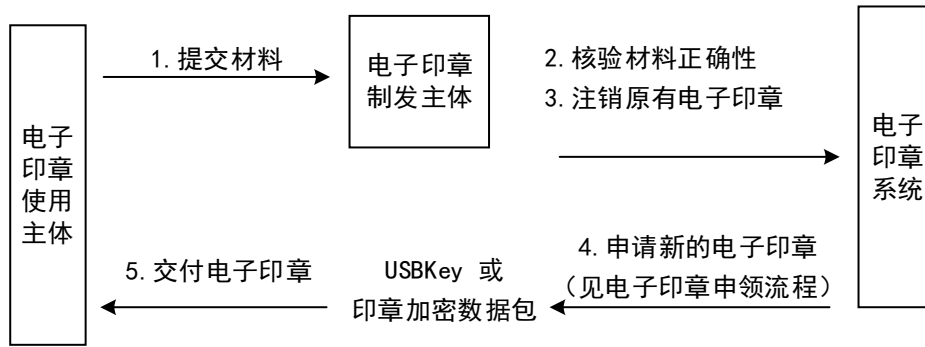 电子
印章
使用
主体
1.提交材料
电子印章
制发主体
2.核验材料正确性
3.注销原有电子印章
电子
印章
系统
4.申请新的电子印章
（见电子印章申领流程）
USBKey 或
印章加密数据包
5.交付电子印章